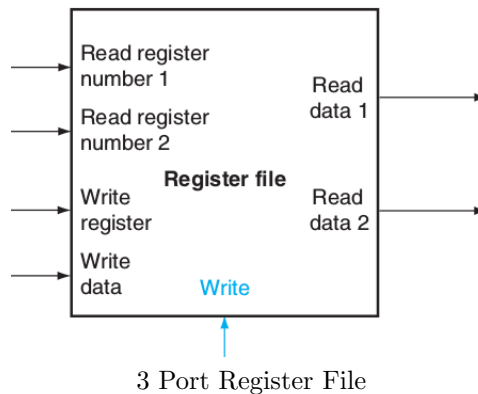 Read register
number 1
Read
data 1
Read register
number 2
Register file
Write
register
Read
data 2
Write
data
Write
3 Port Register File